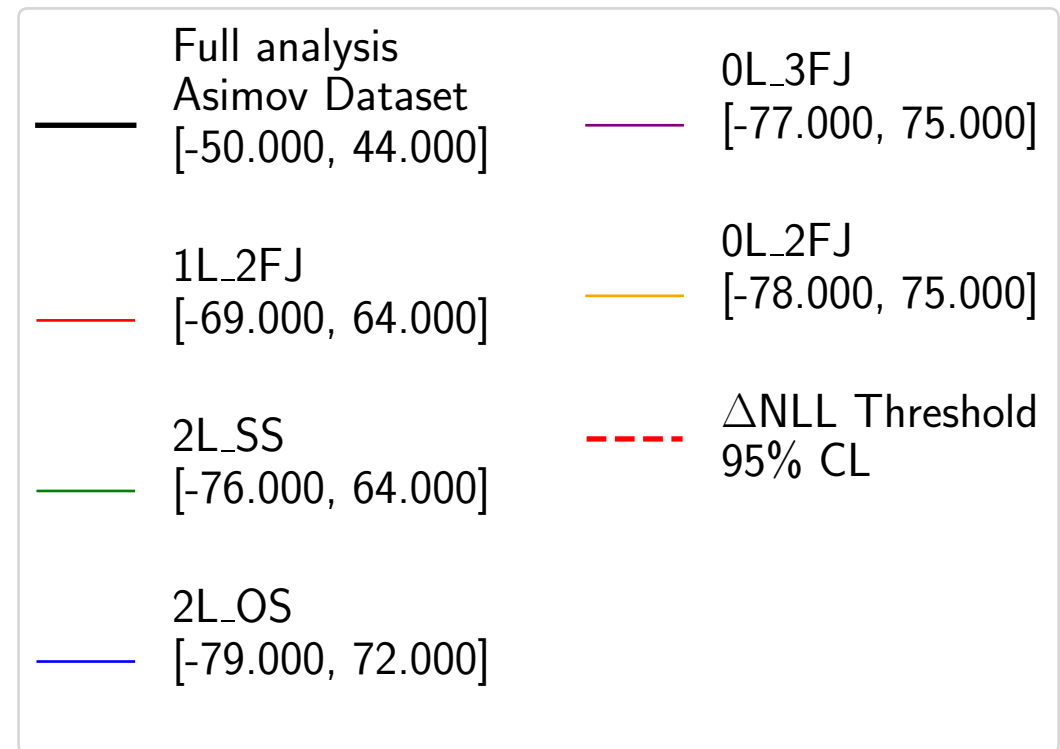 Full analysis
Asimov Dataset
[-50.000, 44.000]
1L_2FJ
[-69.000, 64.000]
2L_SS
[-76.000, 64.000]
2L_OS
[-79.000, 72.000]
0L_3FJ
[-77.000, 75.000]
0L_2FJ
[-78.000, 75.000]
ΔNLL Threshold
95% CL